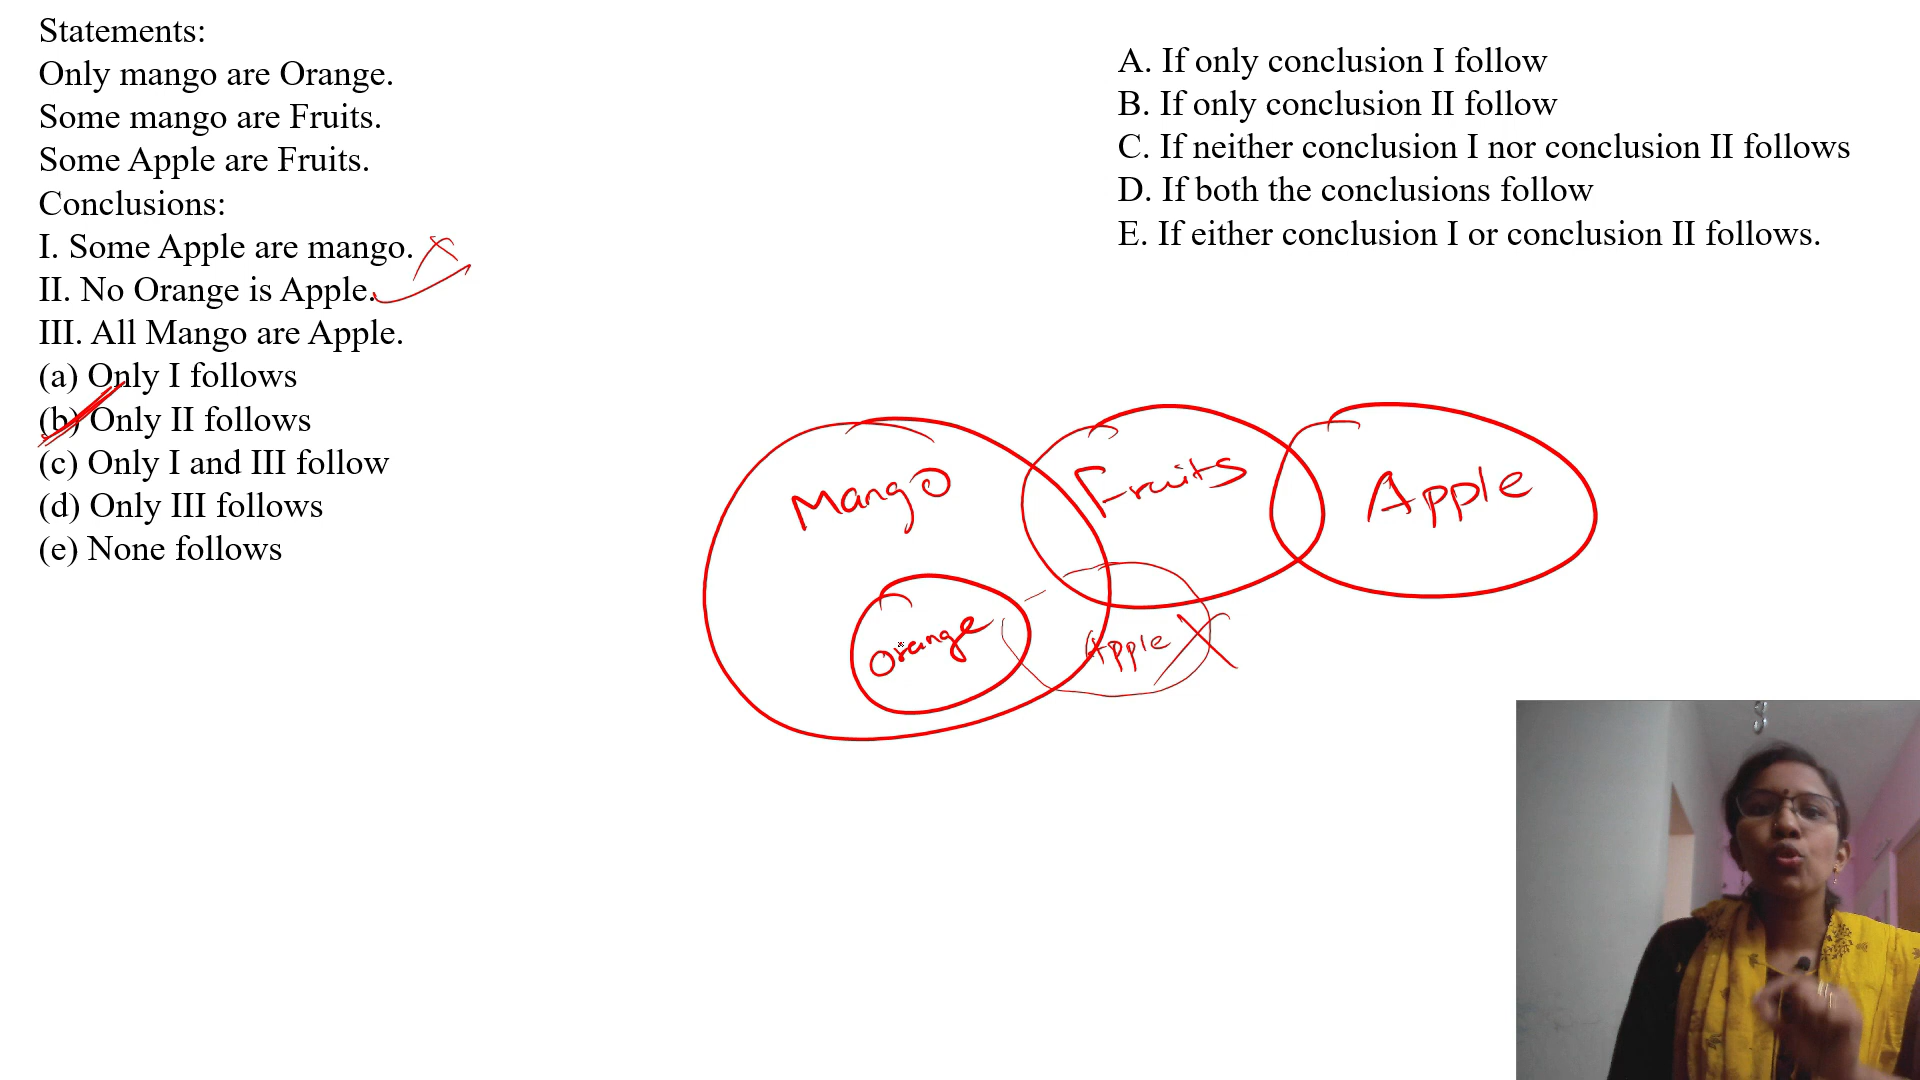 Statements:
Only mango are Orange.
Some mango are Fruits.
Some Apple are Fruits.
Conclusions:
I. Some Apple are mango.
II. No Orange is Apple.
III. All Mango are Apple.
(a) Only I follows
(b) Only II follows
(c) Only I and III follow
(d) Only III follows
(e) None follows
A. If only conclusion I follow
B. If only conclusion II follow
C. If neither conclusion I nor conclusion II follows
D. If both the conclusions follow
E. If either conclusion I or conclusion II follows.
Mango
Fruits
Apple
Orange
Apple